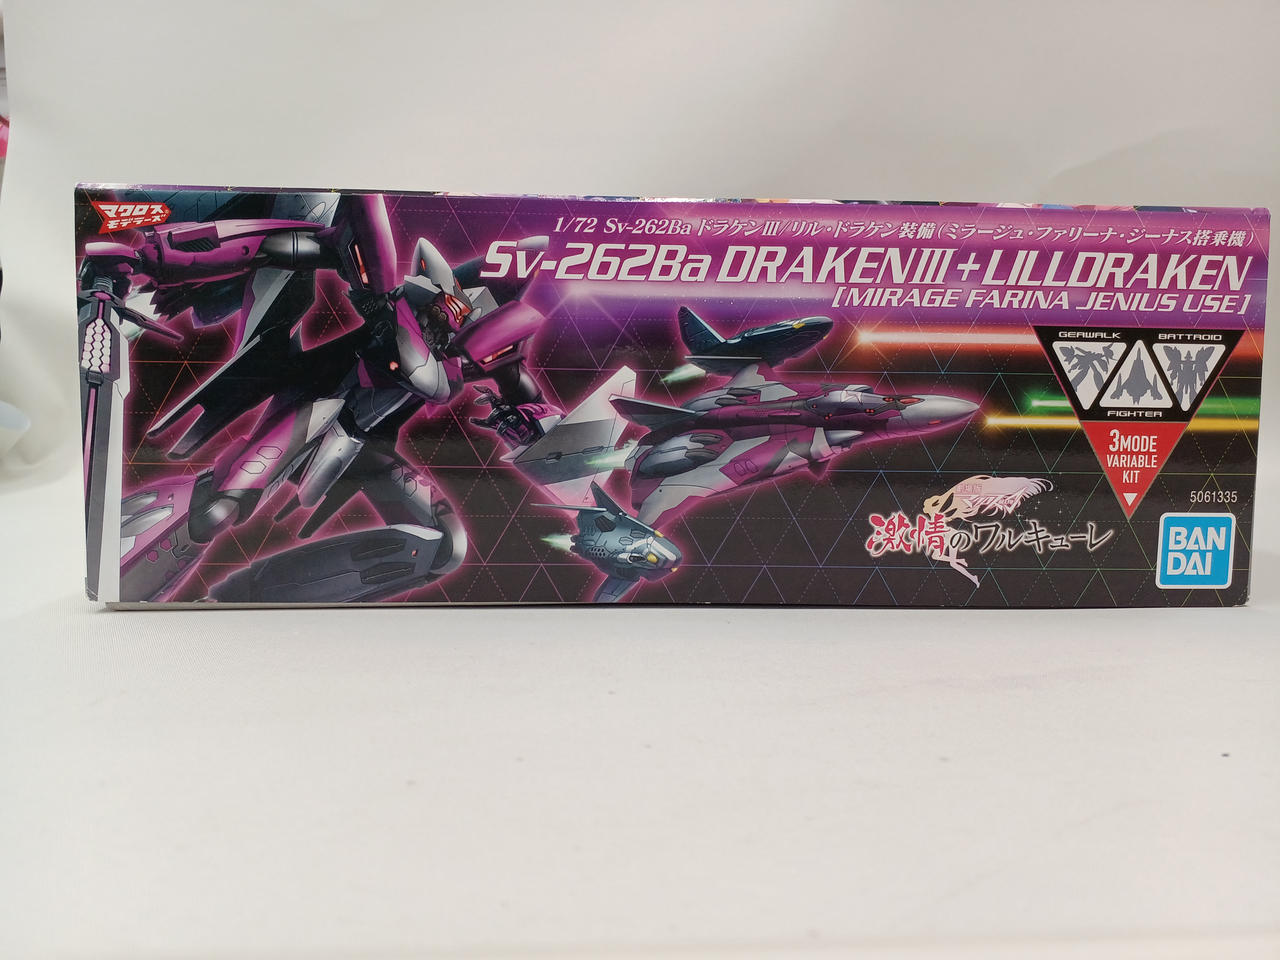 マクロス
モデラーズ
1/72 Sv-262Ba ドラケンIII/リル・ドラケン装備(ミラージュ・ファリーナ・ジーナス搭乗機)
Sv-262Ba DRAKENIII+LILLDRAKEN
[MIRAGE FARINA JENIUS USE]
GERWALK
BATTROID
FIGHTER
3MODE
VARIABLE
KIT
5061335
激情のワルキューレ
BAN
DAI